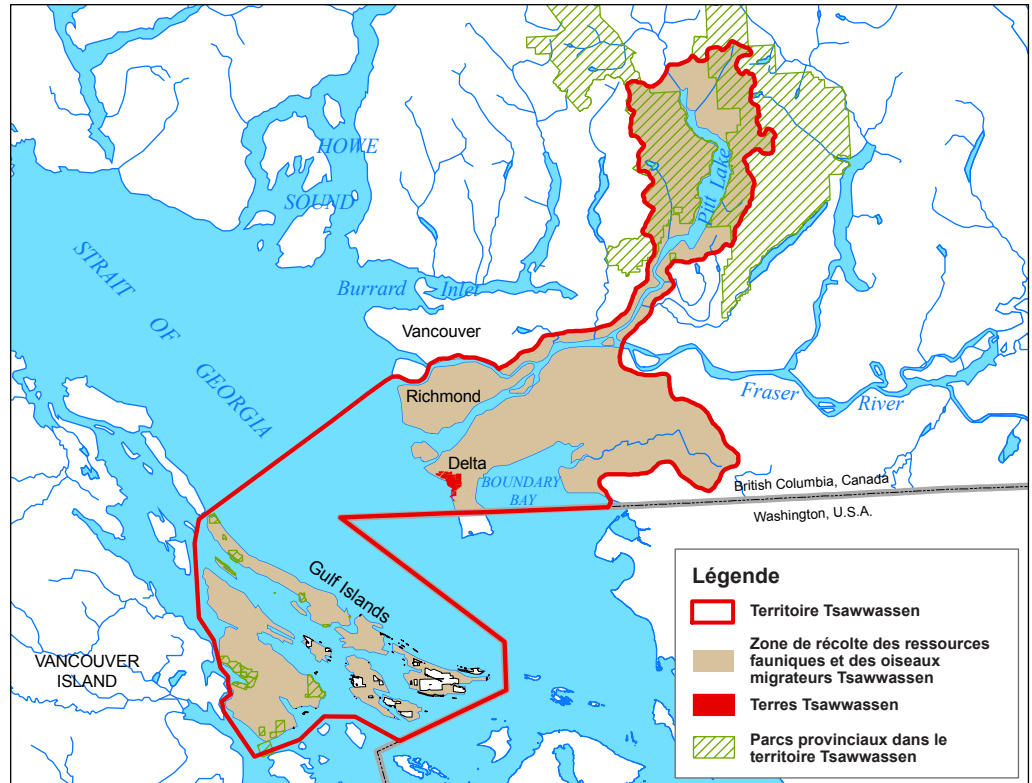 HOWE
SOUND
Pitt Lake
STRAIT
OF
GEORGIA
Burrard Inlet
Vancouver
Richmond
Fraser
River
Delta
BOUNDARY
BAY
British Columbia, Canada
Washington, U.S.A.
Gulf Islands
VANCOUVER
ISLAND
Légende
Territoire Tsawwassen
Zone de récolte des ressources
fauniques et des oiseaux
migrateurs Tsawwassen
Terres Tsawwassen
Parcs provinciaux dans le
territoire Tsawwassen